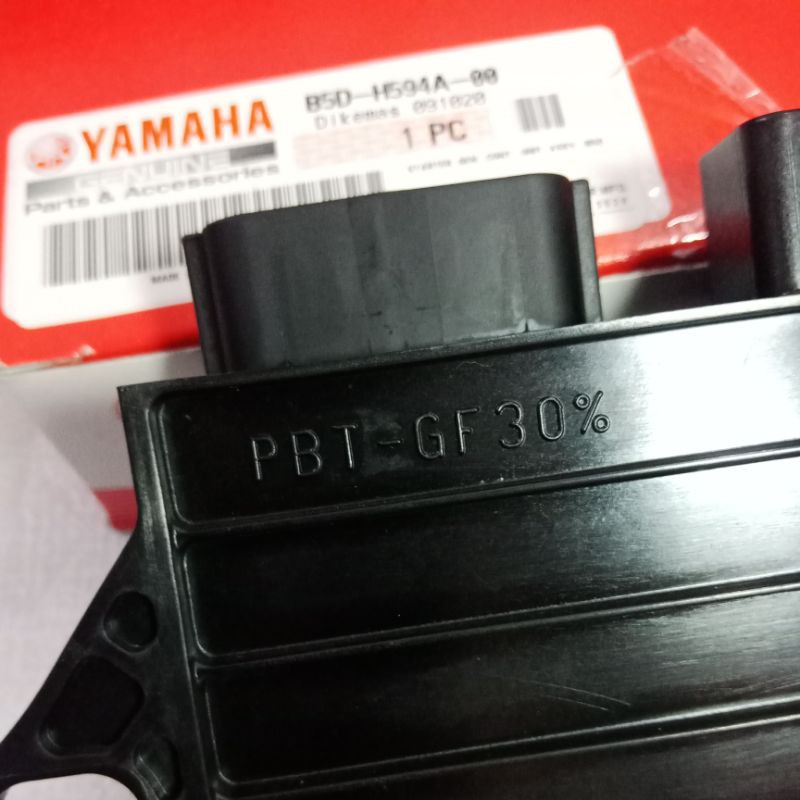 YAMAHA
GENUINE
Parts & Accessories
B5D-H594A-00
Dikemas 091020
1 PC
PBT-GF30%